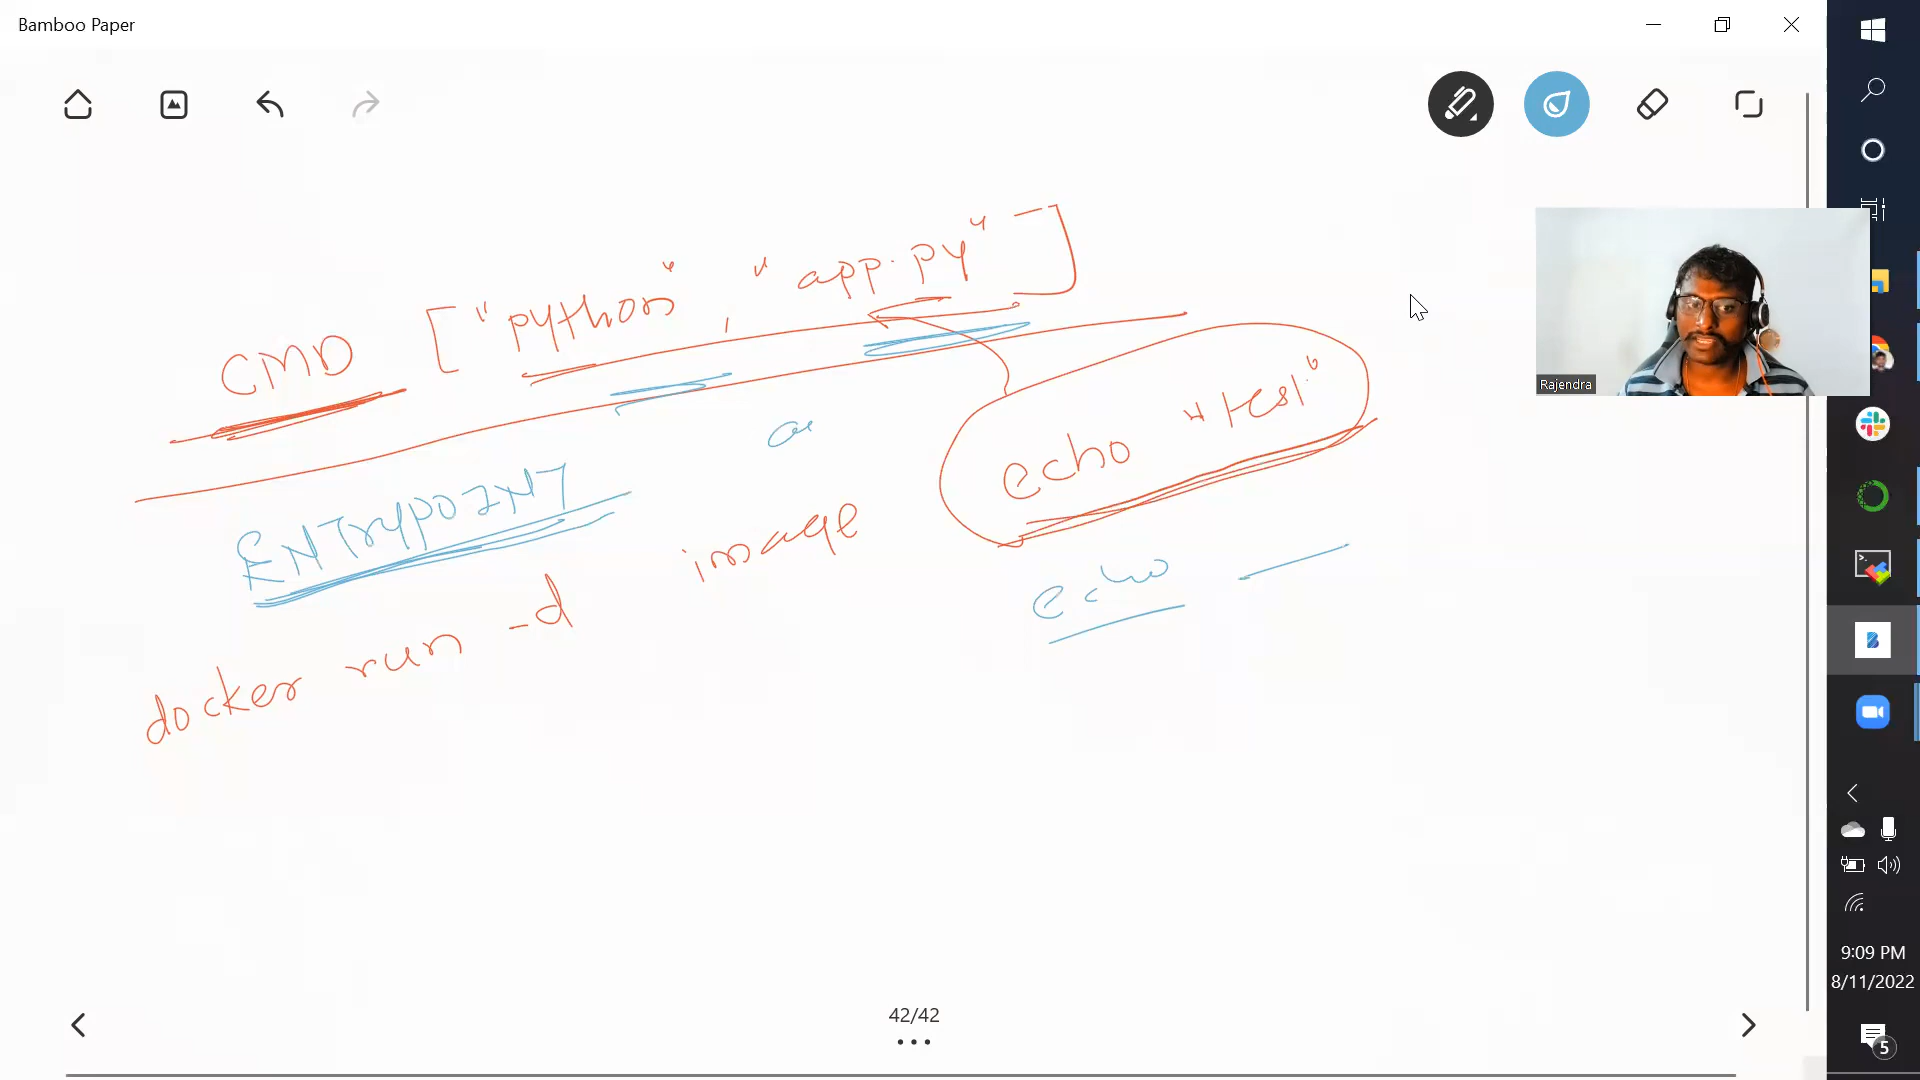 Bamboo Paper
CMD ["python", "app.py"]
echo "test"
ENTrYPOINT
docker run -d image
echo
Rajendra
42/42
9:09 PM
8/11/2022
5